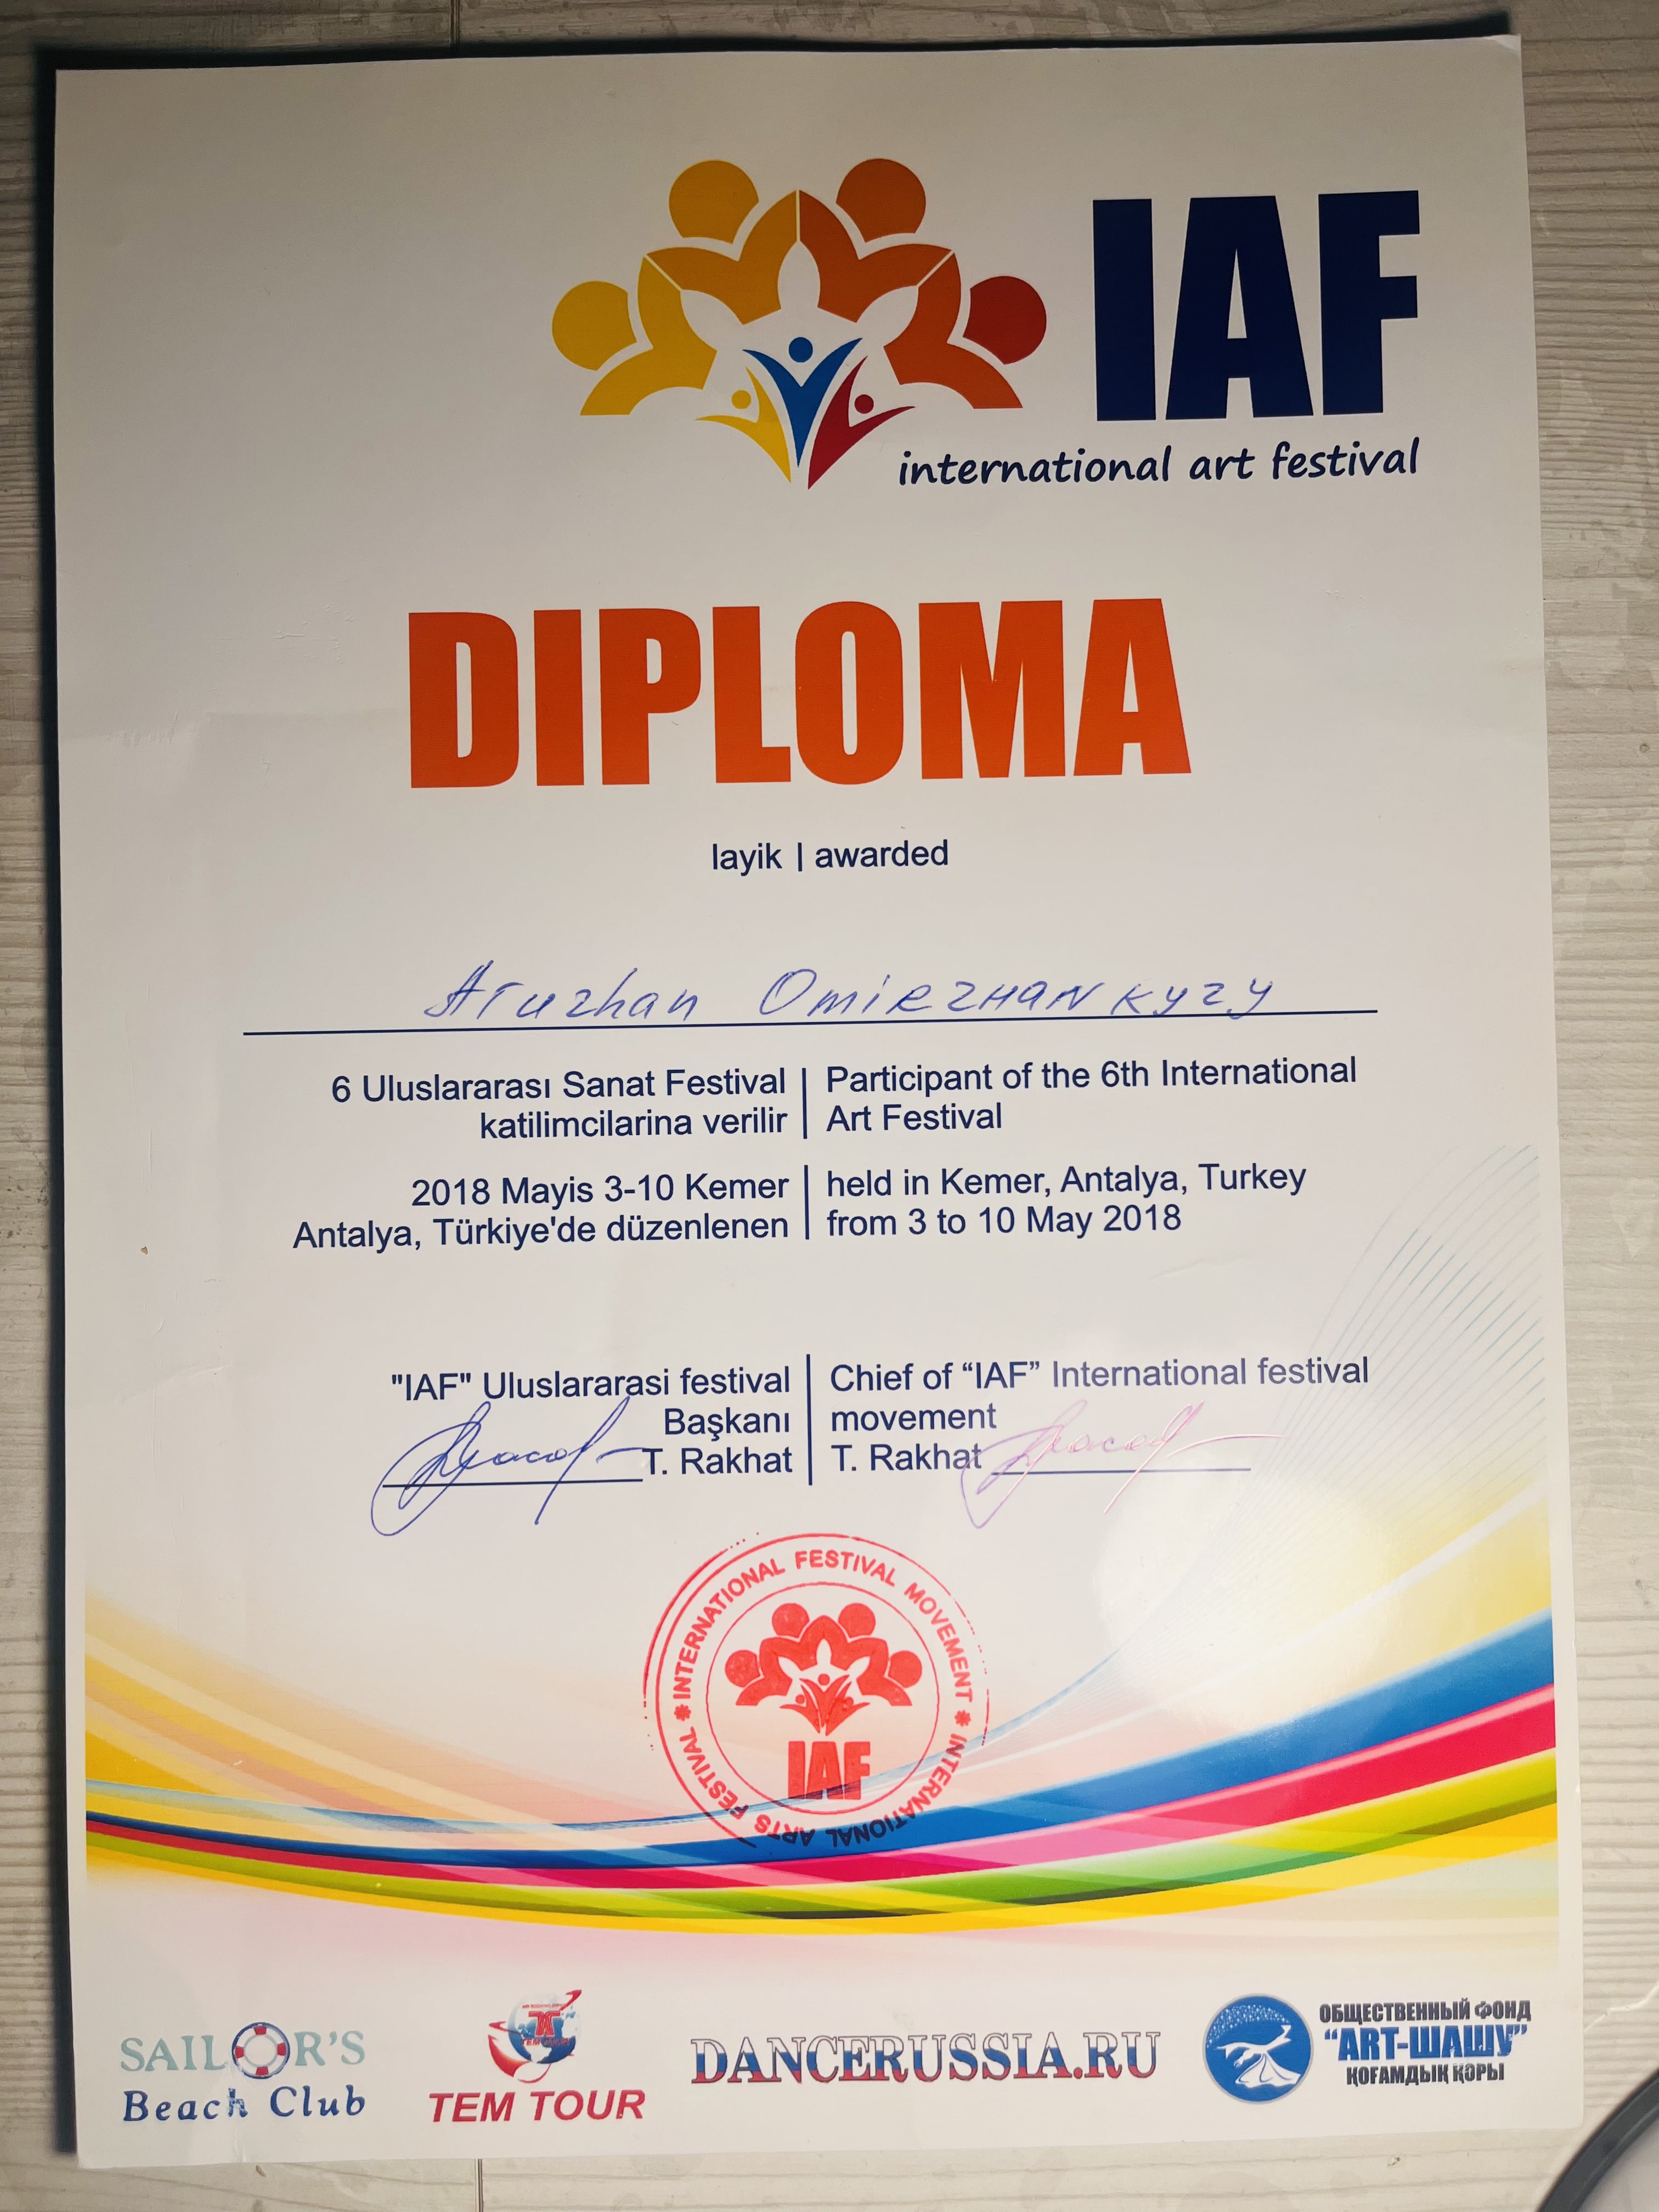 IAF
international art festival
DIPLOMA
layik | awarded
Aruzhan OmiRZHANKYZY
6 Uluslararası Sanat Festival
katilimcilarina verilir
Participant of the 6th International
Art Festival
2018 Mayis 3-10 Kemer
Antalya, Türkiye'de düzenlenen
held in Kemer, Antalya, Turkey
from 3 to 10 May 2018
"IAF" Uluslararasi festival
Başkanı
T. Rakhat
Chief of “IAF” International festival
movement
T. Rakhat
* INTERNATIONAL FESTIVAL MOVEMENT * INTERNATIONAL ARTS FESTIVAL
IAF
SAILOR'S
Beach Club
TEM TOUR
DANCERUSSIA.RU
ОБЩЕСТВЕННЫЙ ФОНД
“ART-ШАШУ”
ҚОҒАМДЫҚ ҚОРЫ